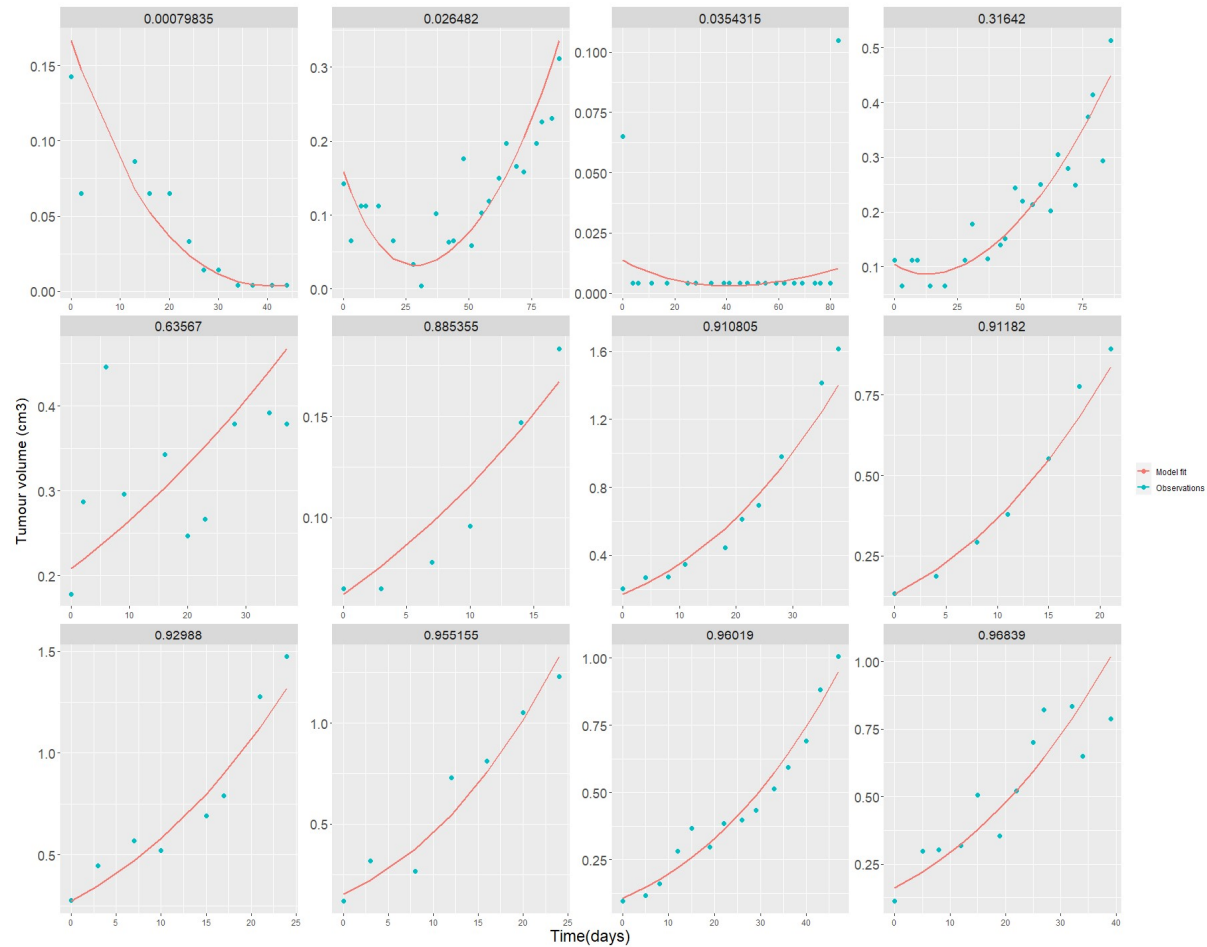 0.00079835 0.026482 0.0354315 0.31642
0.15
0.10
0.05
0.00
0 10 20 30 40
0.3
0.2
0.1
0.0
0 25 50 75
0.100
0.075
0.050
0.025
0.000
0 20 40 60 80
0.5
0.4
0.3
0.2
0.1
0 25 50 75
0.63567 0.885355 0.910805 0.91182
0.4
0.3
0.2
0 10 20 30
0.15
0.10
0 5 10 15
1.6
1.2
0.8
0.4
0 10 20 30
0.75
0.50
0.25
0 5 10 15 20
0.92988 0.955155 0.96019 0.96839
1.5
1.0
0.5
0 5 10 15 20 25
1.0
0.5
0 5 10 15 20 25
1.00
0.75
0.50
0.25
0 10 20 30 40
1.00
0.75
0.50
0.25
0 10 20 30 40
Tumour volume (cm3)
Time(days)
Model fit
Observations